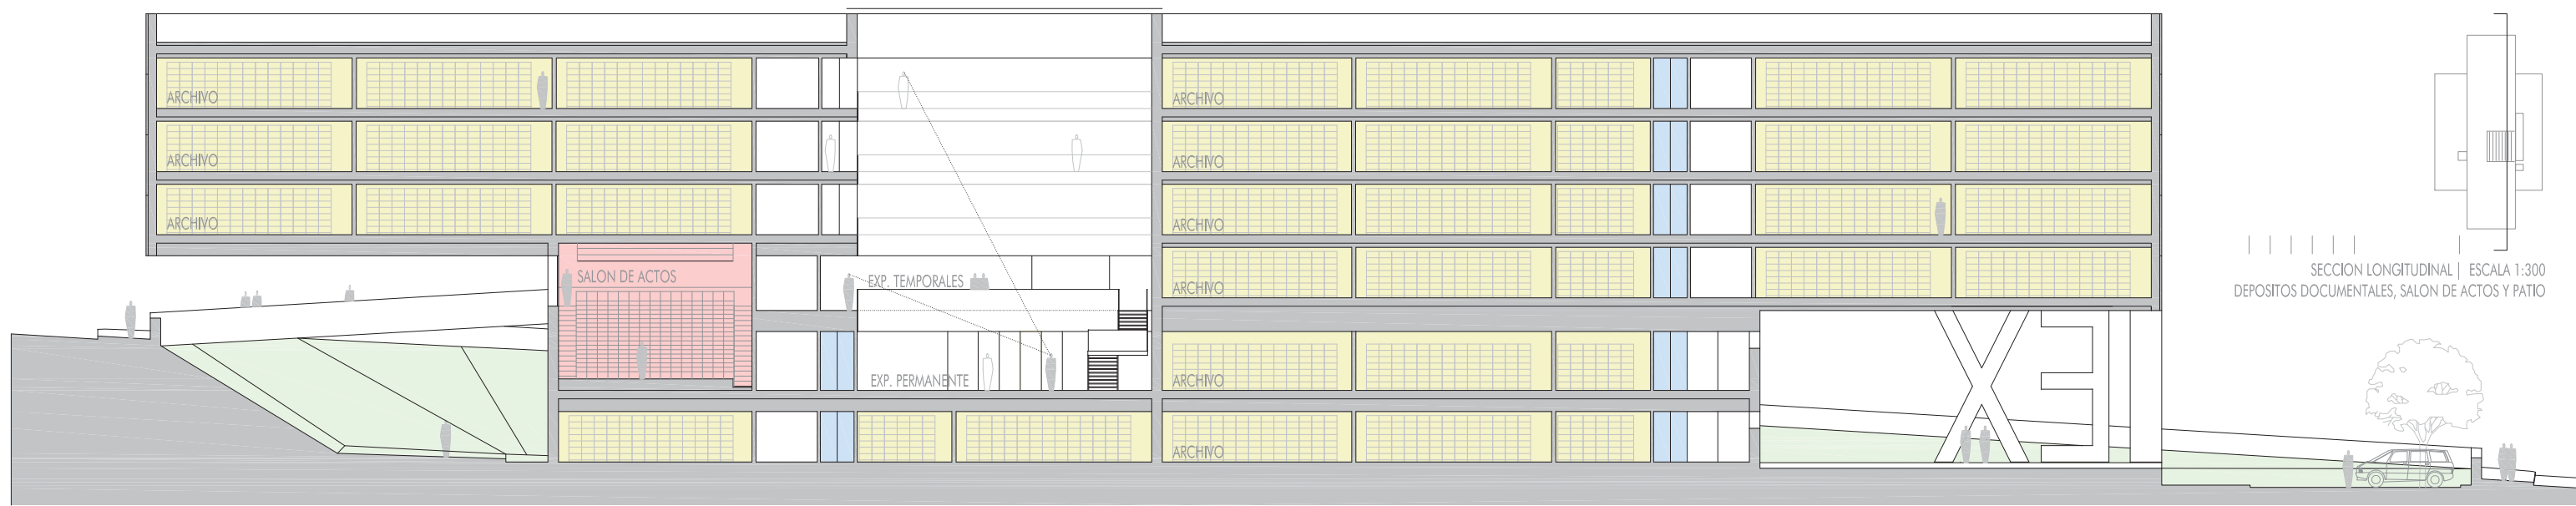 ARCHIVO
ARCHIVO
ARCHIVO
ARCHIVO
ARCHIVO
ARCHIVO
SALON DE ACTOS
EXP. TEMPORALES
ARCHIVO
SECCION LONGITUDINAL | ESCALA 1:300
DEPOSITOS DOCUMENTALES, SALON DE ACTOS Y PATIO
EXP. PERMANENTE
ARCHIVO
ARCHIVO